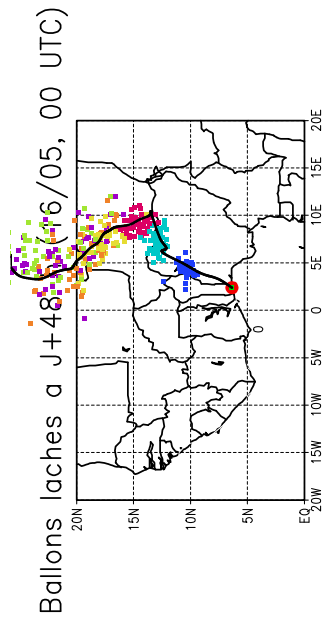 Ballons laches a J+48 (16/05, 00 UTC)
20N
15N
10N
5N
EQ
0
20W 15W 10W 5W 0 5E 10E 15E 20E